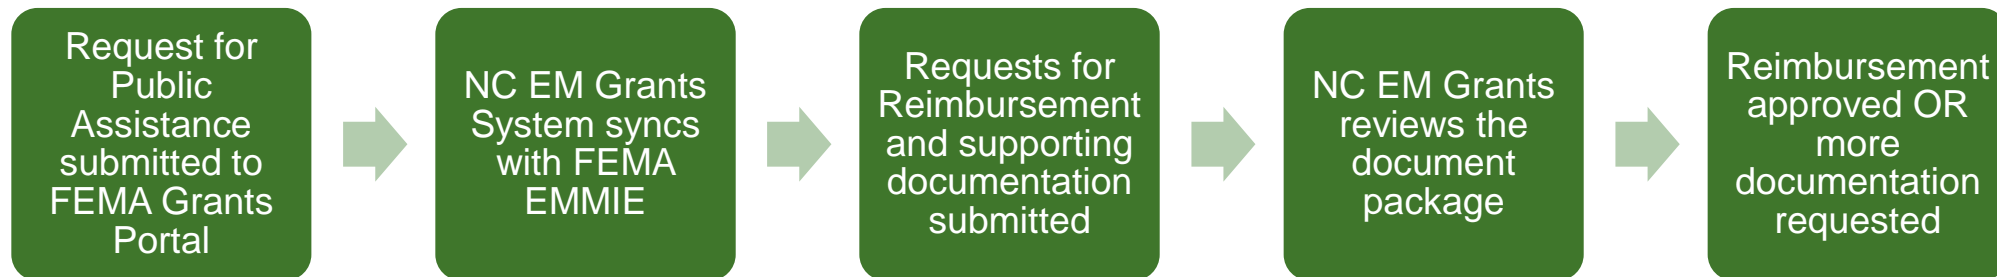 Request for
Public
Assistance
submitted to
FEMA Grants
Portal
NC EM Grants
System syncs
with FEMA
EMMIE
Requests for
Reimbursement
and supporting
documentation
submitted
NC EM Grants
reviews the
document
package
Reimbursement
approved OR
more
documentation
requested